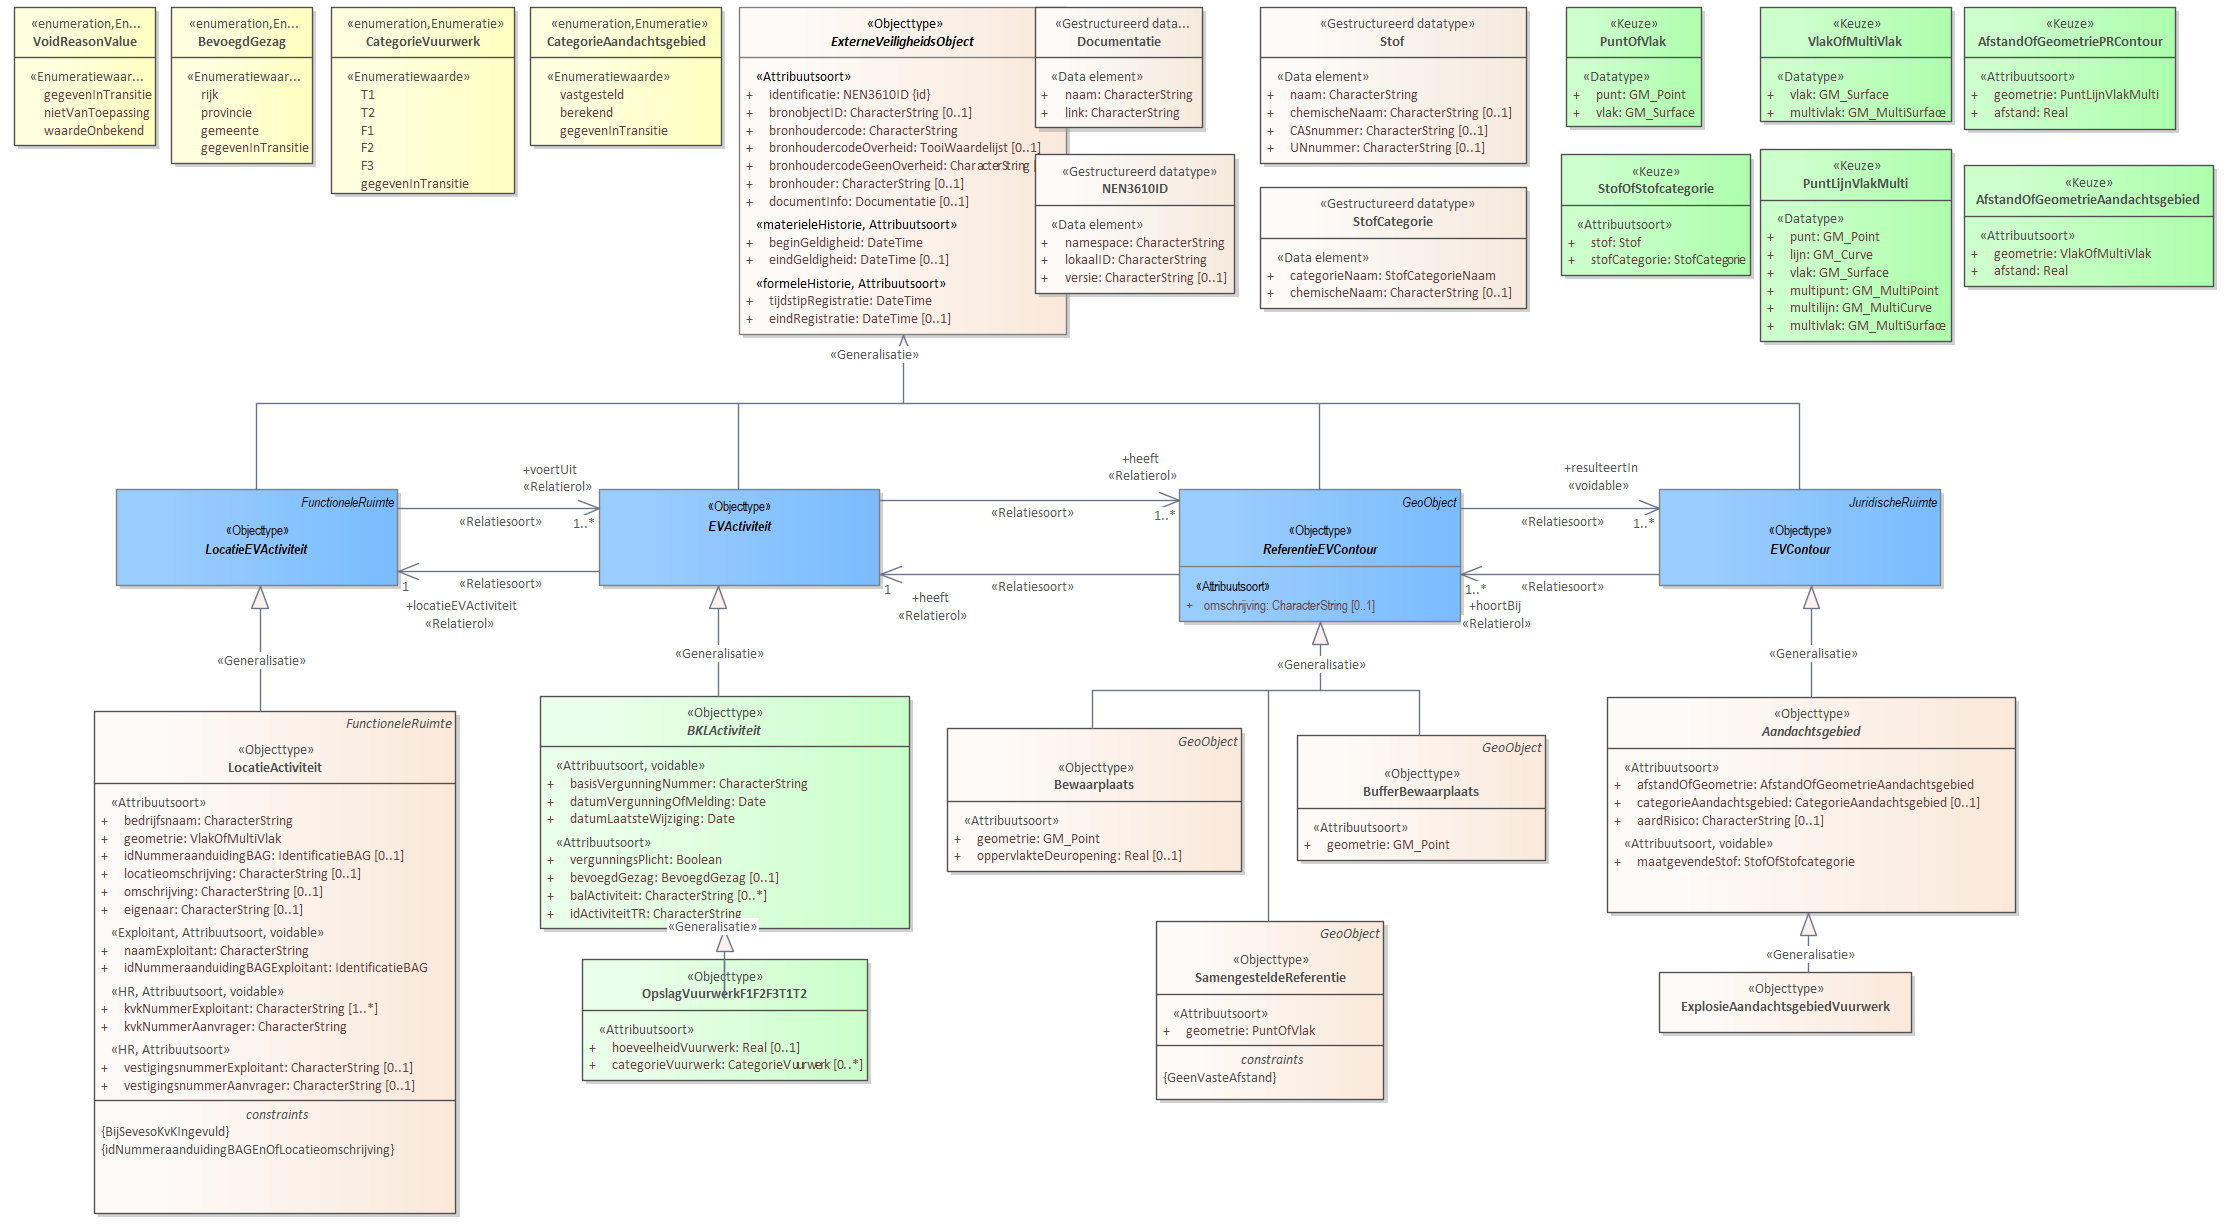 «enumeration,En...
VoidReasonValue
«Enumeratiewaar...
gegevenInTransitie
nietVanToepassing
waardeOnbekend
«enumeration,En...
BevoegdGezag
«Enumeratiewaar...
rijk
provincie
gemeente
gegevenInTransitie
«enumeration,Enumeratie»
CategorieVuurwerk
«Enumeratiewaarde»
T1
T2
F1
F2
F3
gegevenInTransitie
«enumeration,Enumeratie»
CategorieAandachtsgebied
«Enumeratiewaarde»
vastgesteld
berekend
gegevenInTransitie
«Objecttype»
ExterneVeiligheidsObject
«Attribuutsoort»
+ identificatie: NEN3610ID {id}
+ bronobjectID: CharacterString [0..1]
+ bronhoudercode: CharacterString
+ bronhoudercodeOverheid: TooiWaardelijst [0..1]
+ bronhoudercodeGeenOverheid: CharacterString [
+ bronhouder: CharacterString [0..1]
+ documentInfo: Documentatie [0..1]
«materieleHistorie, Attribuutsoort»
+ beginGeldigheid: DateTime
+ eindGeldigheid: DateTime [0..1]
«formeleHistorie, Attribuutsoort»
+ tijdstipRegistratie: DateTime
+ eindRegistratie: DateTime [0..1]
«Gestructureerd data...
Documentatie
«Data element»
+ naam: CharacterString
+ link: CharacterString
«Gestructureerd datatype»
NEN3610ID
«Data element»
+ namespace: CharacterString
+ lokaalID: CharacterString
+ versie: CharacterString [0..1]
«Gestructureerd datatype»
Stof
«Data element»
+ naam: CharacterString
+ chemischeNaam: CharacterString [0..1]
+ CASnummer: CharacterString [0..1]
+ UNnummer: CharacterString [0..1]
«Gestructureerd datatype»
StofCategorie
«Data element»
+ categorieNaam: StofCategorieNaam
+ chemischeNaam: CharacterString [0..1]
«Keuze»
PuntOfVlak
«Datatype»
+ punt: GM_Point
+ vlak: GM_Surface
«Keuze»
StofOfStofcategorie
«Attribuutsoort»
+ stof: Stof
+ stofCategorie: StofCategorie
«Keuze»
VlakOfMultiVlak
«Datatype»
+ vlak: GM_Surface
+ multivlak: GM_MultiSurface
«Keuze»
PuntLijnVlakMulti
«Datatype»
+ punt: GM_Point
+ lijn: GM_Curve
+ vlak: GM_Surface
+ multipunt: GM_MultiPoint
+ multilijn: GM_MultiCurve
+ multivlak: GM_MultiSurface
«Keuze»
AfstandOfGeometriePRContour
«Attribuutsoort»
+ geometrie: PuntLijnVlakMulti
+ afstand: Real
«Keuze»
AfstandOfGeometrieAandachtsgebied
«Attribuutsoort»
+ geometrie: VlakOfMultiVlak
+ afstand: Real
«Generalisatie»
FunctioneleRuimte
«Objecttype»
LocatieEVActiviteit
+voertUit
«Relatierol»
«Relatiesoort»
1..*
«Relatiesoort»
1
+locatieEVActiviteit
«Relatierol»
«Objecttype»
EVActiviteit
+heeft
«Relatierol»
«Relatiesoort»
1..*
«Relatiesoort»
1
+heeft
«Relatierol»
GeoObject
«Objecttype»
ReferentieEVContour
«Attribuutsoort»
+ omschrijving: CharacterString [0..1]
+resulteertIn
«voidable»
«Relatiesoort»
1..*
«Relatiesoort»
1..*
+hoortBij
«Relatierol»
JuridischeRuimte
«Objecttype»
EVContour
«Generalisatie»
«Generalisatie»
«Generalisatie»
«Generalisatie»
FunctioneleRuimte
«Objecttype»
LocatieActiviteit
«Attribuutsoort»
+ bedrijfsnaam: CharacterString
+ geometrie: VlakOfMultiVlak
+ idNummeraanduidingBAG: IdentificatieBAG [0..1]
+ locatieomschrijving: CharacterString [0..1]
+ omschrijving: CharacterString [0..1]
+ eigenaar: CharacterString [0..1]
«Exploitant, Attribuutsoort, voidable»
+ naamExploitant: CharacterString
+ idNummeraanduidingBAGExploitant: IdentificatieBAG
«HR, Attribuutsoort, voidable»
+ kvkNummerExploitant: CharacterString [1..*]
+ kvkNummerAanvrager: CharacterString
«HR, Attribuutsoort»
+ vestigingsnummerExploitant: CharacterString [0..1]
+ vestigingsnummerAanvrager: CharacterString [0..1]
constraints
{BijSevesoKvKIngevuld}
{idNummeraanduidingBAGEnOfLocatieomschrijving}
«Objecttype»
BKLActiviteit
«Attribuutsoort, voidable»
+ basisVergunningNummer: CharacterString
+ datumVergunningOfMelding: Date
+ datumLaatsteWijziging: Date
«Attribuutsoort»
+ vergunningsPlicht: Boolean
+ bevoegdGezag: BevoegdGezag [0..1]
+ balActiviteit: CharacterString [0..*]
+ idActiviteitTR: CharacterString
«Generalisatie»
«Objecttype»
OpslagVuurwerkF1F2F3T1T2
«Attribuutsoort»
+ hoeveelheidVuurwerk: Real [0..1]
+ categorieVuurwerk: CategorieVuurwerk [0..*]
GeoObject
«Objecttype»
Bewaarplaats
«Attribuutsoort»
+ geometrie: GM_Point
+ oppervlakteDeuropening: Real [0..1]
GeoObject
«Objecttype»
BufferBewaarplaats
«Attribuutsoort»
+ geometrie: GM_Point
GeoObject
«Objecttype»
SamengesteldeReferentie
«Attribuutsoort»
+ geometrie: PuntOfVlak
constraints
{GeenVasteAfstand}
«Objecttype»
Aandachtsgebied
«Attribuutsoort»
+ afstandOfGeometrie: AfstandOfGeometrieAandachtsgebied
+ categorieAandachtsgebied: CategorieAandachtsgebied [0..1]
+ aardRisico: CharacterString [0..1]
«Attribuutsoort, voidable»
+ maatgevendeStof: StofOfStofcategorie
«Generalisatie»
«Objecttype»
ExplosieAandachtsgebiedVuurwerk